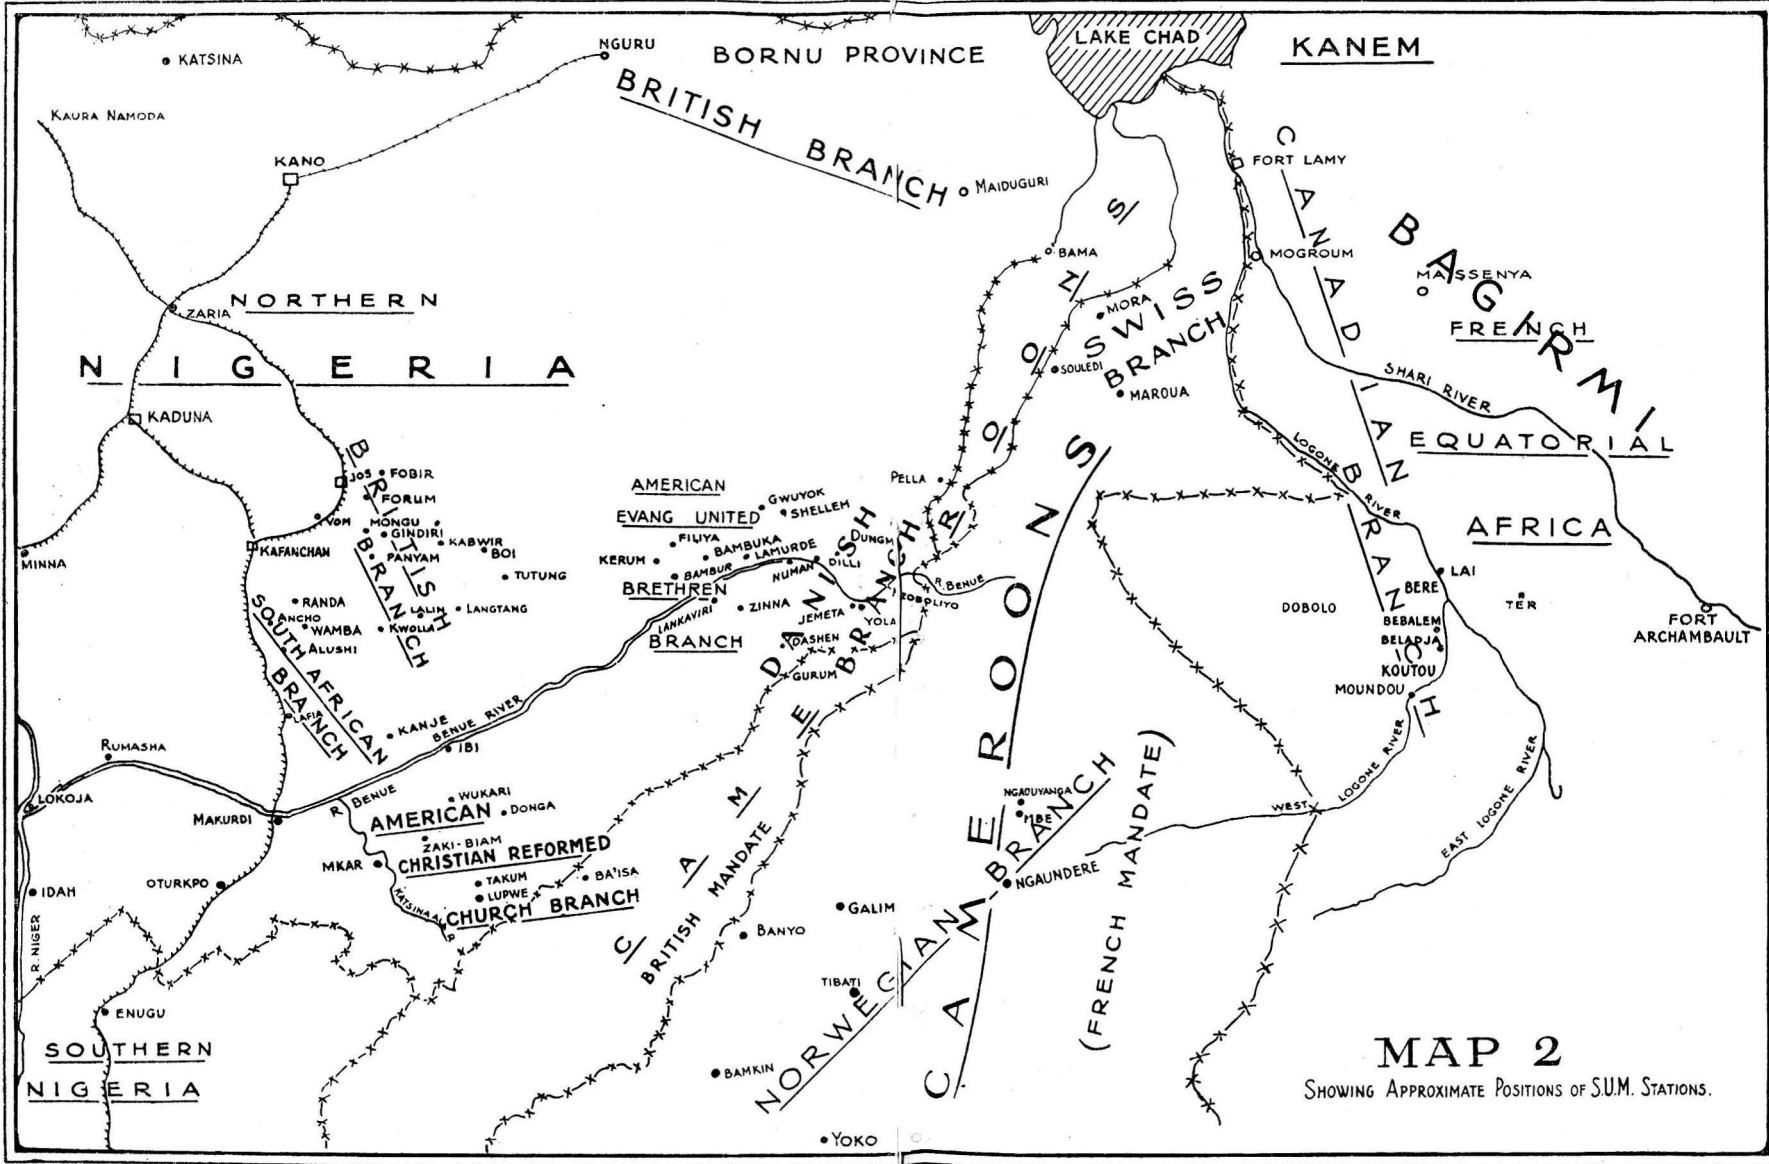 LAKE CHAD
KANEM
BORNU PROVINCE
NGURU
KATSINA
KAURA NAMODA
KANO
BRITISH BRANCH
MAIDUGURI
FORT LAMY
CANADIAN BRANCH
BAMA
MOGROUM
BAGIRMI
MASSENYA
FRENCH
EQUATORIAL
AFRICA
NORTHERN
ZARIA
NIGERIA
KADUNA
MORA
SWISS
BRANCH
SOULEDI
MAROUA
SHARI RIVER
LOGONE
RIVER
BRITISH
BRANCH
JOS
FOBIR
FORUM
VOM
MONGU
GINDIRI
KABWIR
BOI
PANYAM
TUTUNG
KAFANCHAN
MINNA
LALIN
LANGTANG
KWOLLA
RANDA
ANCHO
WAMBA
ALUSHI
SOUTH AFRICAN
BRANCH
LAFIA
AMERICAN
EVANG UNITED
BRETHREN
BRANCH
GWUYOK
SHELLEM
FILIYA
BAMBUKA
LAMURDE
KERUM
BAMBUR
NUMAN
DILLI
DUNGM
PELLA
DANISH
BRANCH
LANKAVIRI
ZINNA
JEMETA
YOLA
ZOBOLIYO
R. BENUE
DASHEN
GURUM
LAI
BERE
TER
DOBOLO
BEBALEM
BELADJA
KOUTOU
MOUNDOU
FORT
ARCHAMBAULT
KANJE
BENUE RIVER
IBI
RUMASHA
LOKOJA
MAKURDI
R BENUE
AMERICAN
WUKARI
DONGA
ZAKI-BIAM
CHRISTIAN REFORMED
MKAR
TAKUM
BA'ISA
LUPWE
CHURCH BRANCH
KATSINA A
R
OTURKPO
IDAH
R. NIGER
ENUGU
SOUTHERN
NIGERIA
CAMEROONS
BRITISH MANDATE
CAMEROONS
(FRENCH MANDATE)
NGAOUYANGA
MBE
NGAUNDERE
NORWEGIAN BRANCH
GALIM
BANYO
TIBATI
BAMKIN
YOKO
WEST
LOGONE RIVER
EAST LOGONE RIVER
MAP 2
SHOWING APPROXIMATE POSITIONS OF S.U.M. STATIONS.